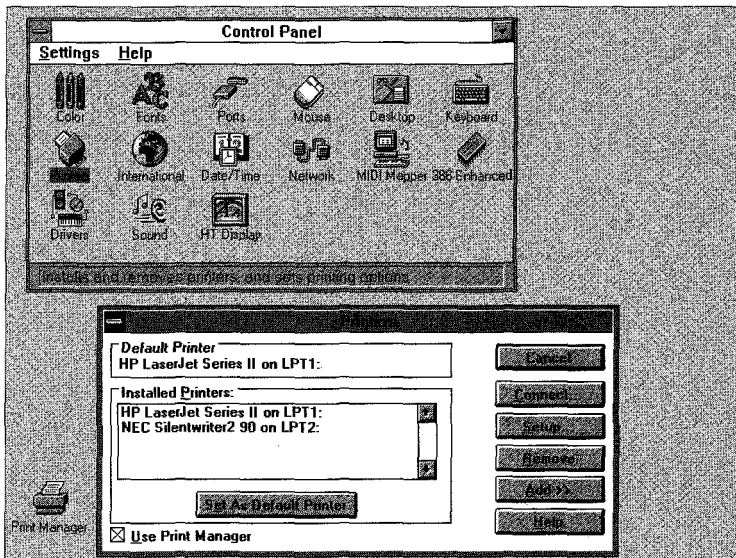 Control Panel
Settings Help
Color Fonts Ports Mouse Desktop Keyboard
Printers International Date/Time Network MIDI Mapper 386 Enhanced
Drivers Sound HT Display
Installs and removes printers, and sets printing options
Printers
Default Printer
HP LaserJet Series II on LPT1:
Cancel
Installed Printers:
Connect...
HP LaserJet Series II on LPT1:
NEC Silentwriter2 90 on LPT2:
Setup...
Remove
Add >>
Set As Default Printer
Help
Print Manager
Use Print Manager